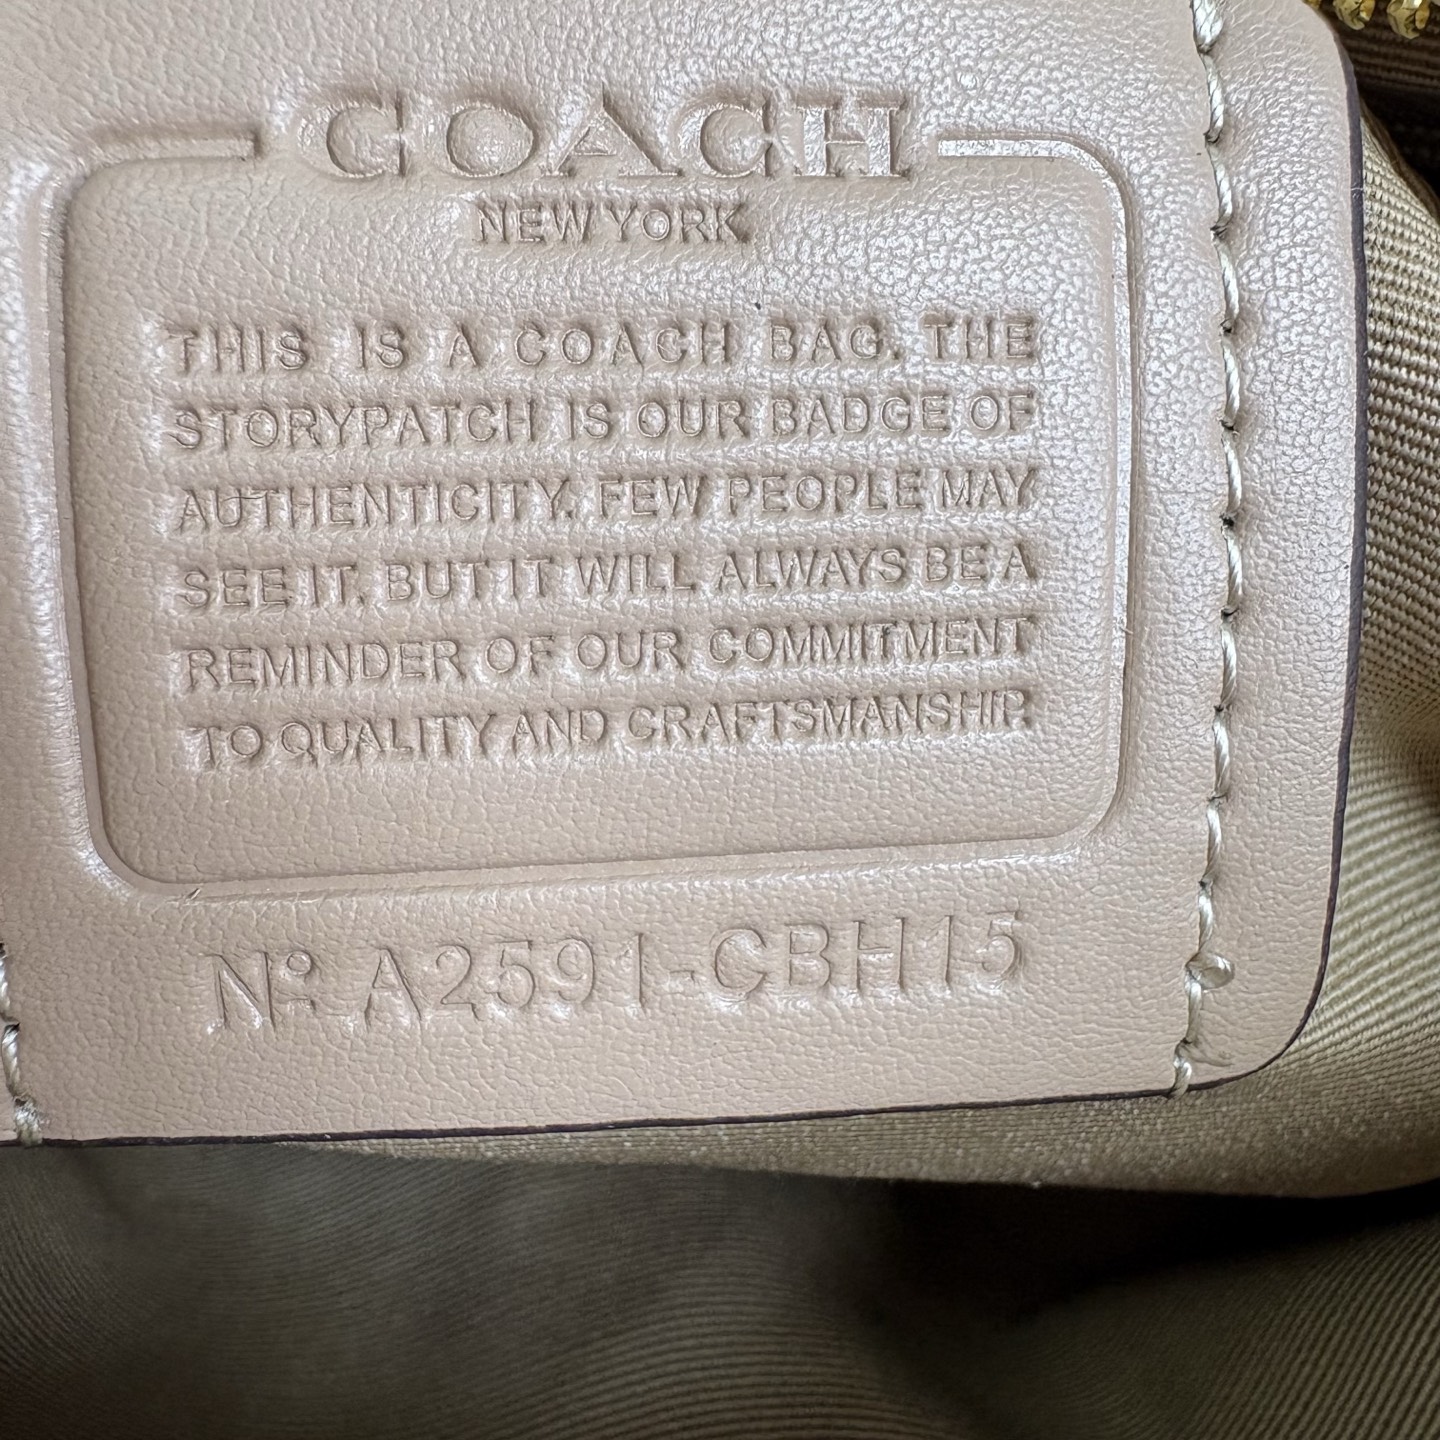 COACH
NEW YORK
THIS IS A COACH BAG. THE
STORYPATCH IS OUR BADGE OF
AUTHENTICITY. FEW PEOPLE MAY
SEE IT, BUT IT WILL ALWAYS BE A
REMINDER OF OUR COMMITMENT
TO QUALITY AND CRAFTSMANSHIP.
Nº A2591-CBH15